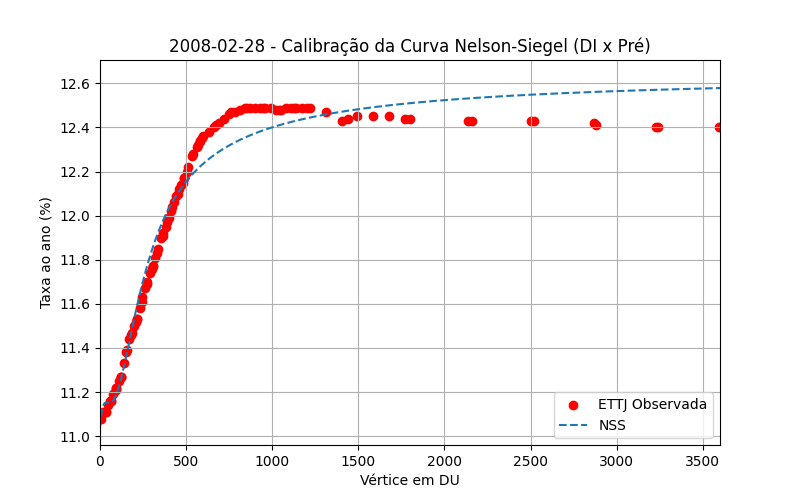 2008-02-28 - Calibração da Curva Nelson-Siegel (DI x Pré)
Taxa ao ano (%)
12.6
12.4
12.2
12.0
11.8
11.6
11.4
11.2
11.0
0 500 1000 1500 2000 2500 3000 3500
Vértice em DU
ETTJ Observada
NSS